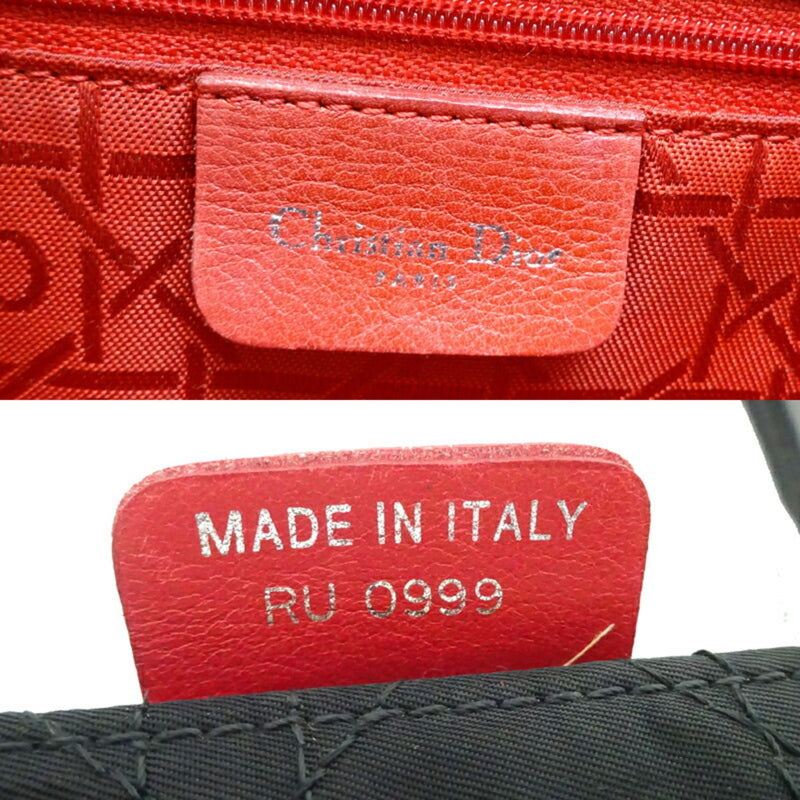 Christian Dior
PARIS
MADE IN ITALY
RU 0999